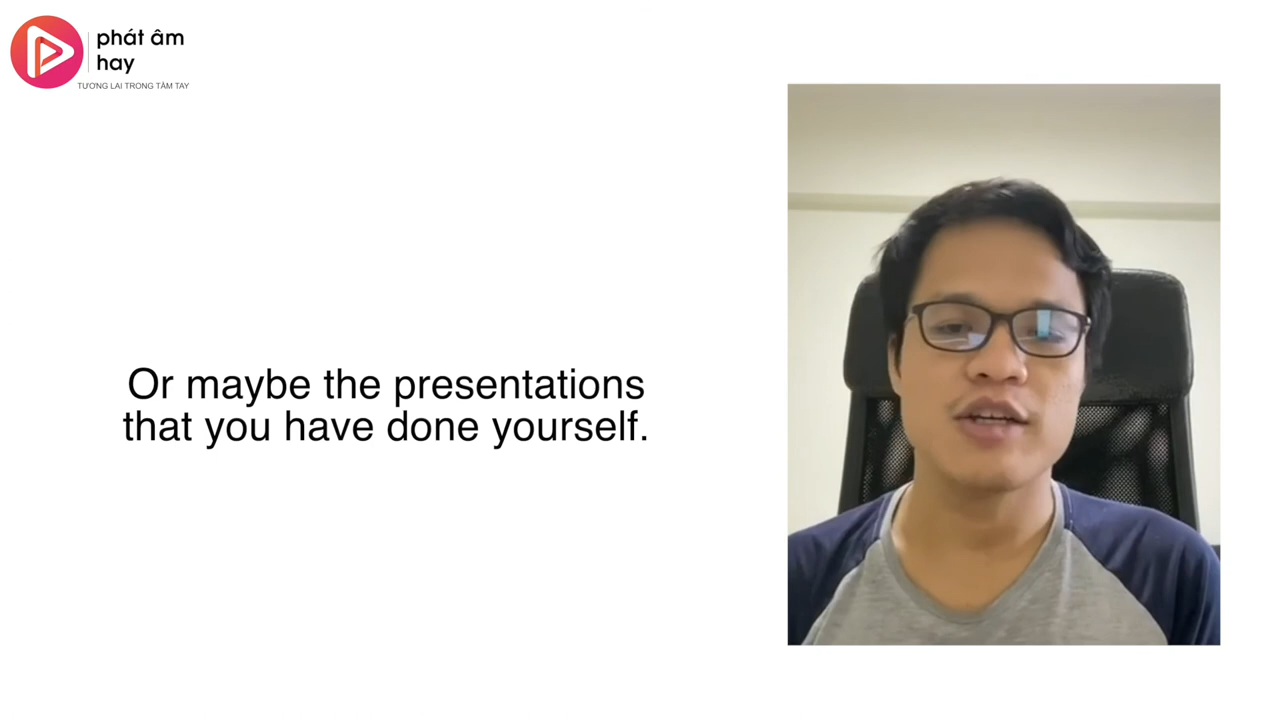 phát âm
hay
TƯƠNG LAI TRONG TẦM TAY
Or maybe the presentations
that you have done yourself.